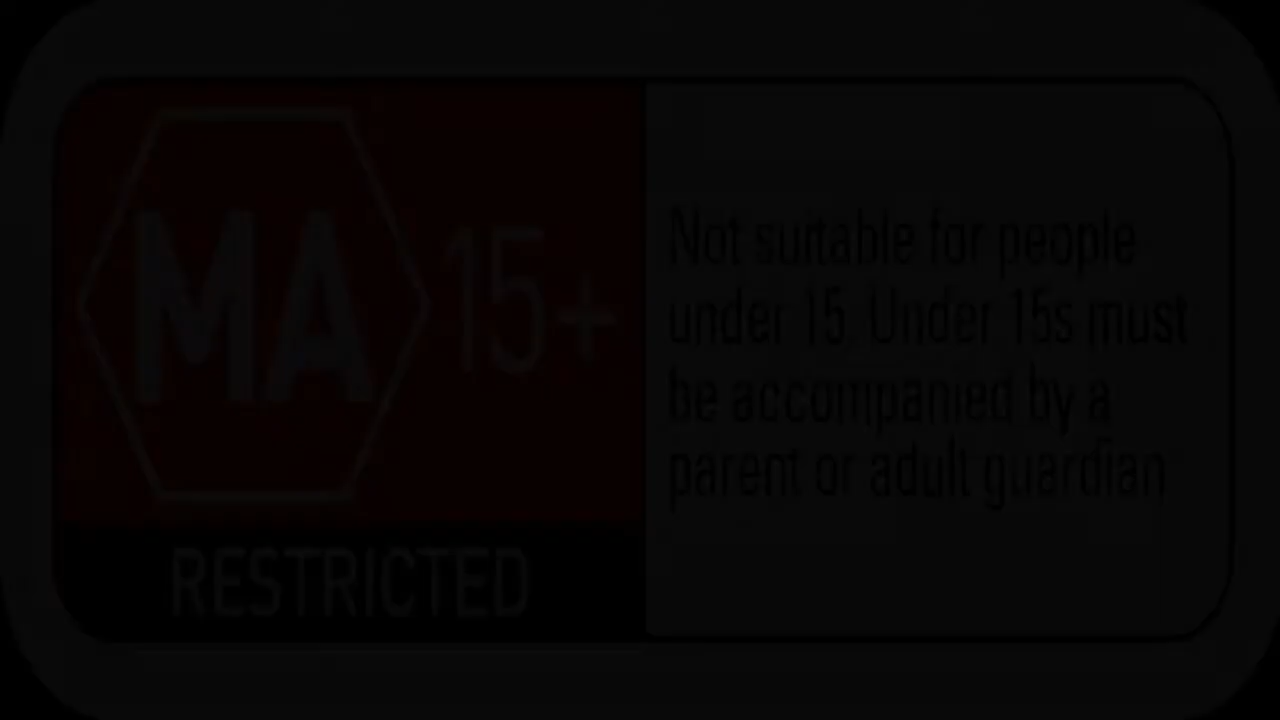 MA 15+
RESTRICTED
Not suitable for people
under 15. Under 15s must
be accompanied by a
parent or adult guardian